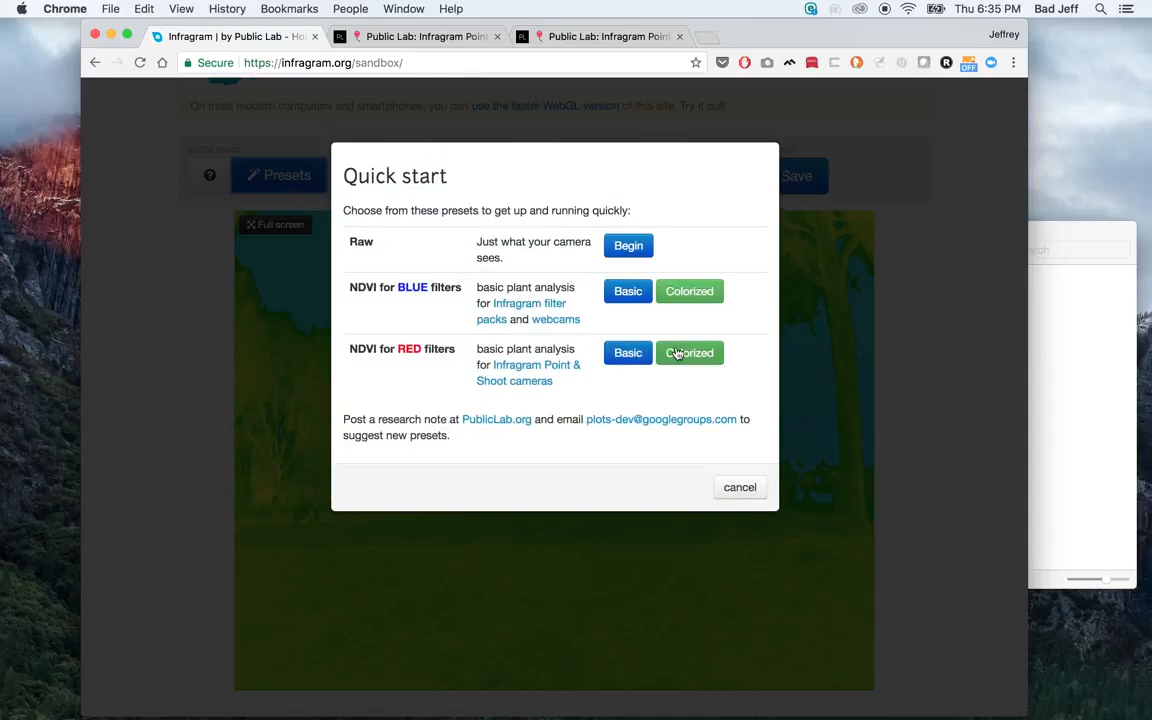 Chrome File Edit View History Bookmarks People Window Help Thu 6:35 PM Bad Jeff
Infragram | by Public Lab - Ho × Public Lab: Infragram Poin × Public Lab: Infragram Poin × Jeffrey
Secure https://infragram.org/sandbox/
OFF
On most modern computers and smartphones, you can use the faster WebGL version of this site. Try it out!
QUICK START
Presets Save
Full screen
Quick start
Choose from these presets to get up and running quickly:
Raw Just what your camera sees. Begin
NDVI for BLUE filters basic plant analysis for Infragram filter packs and webcams Basic Colorized
NDVI for RED filters basic plant analysis for Infragram Point & Shoot cameras Basic Colorized
Post a research note at PublicLab.org and email plots-dev@googlegroups.com to
suggest new presets.
cancel